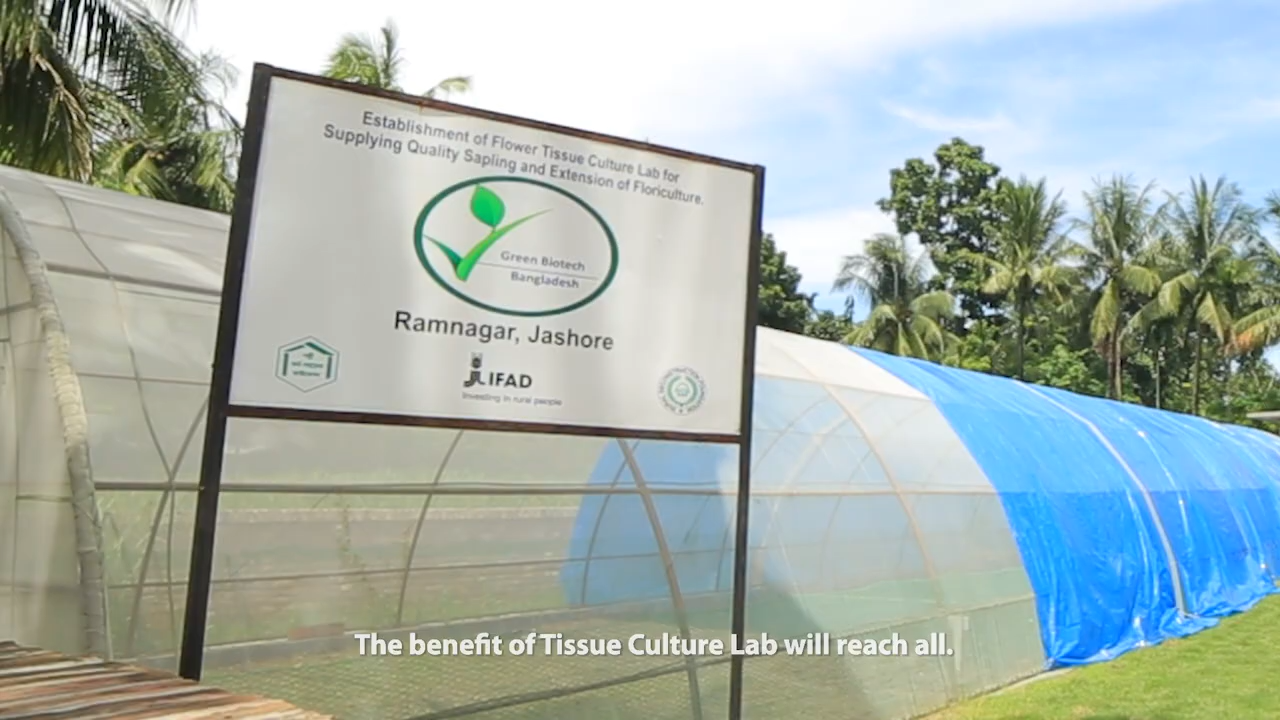 Establishment of Flower Tissue Culture Lab for
Supplying Quality Sapling and Extension of Floriculture.
Green Biotech
Bangladesh
Ramnagar, Jashore
IFAD
Investing in rural people
The benefit of Tissue Culture Lab will reach all.